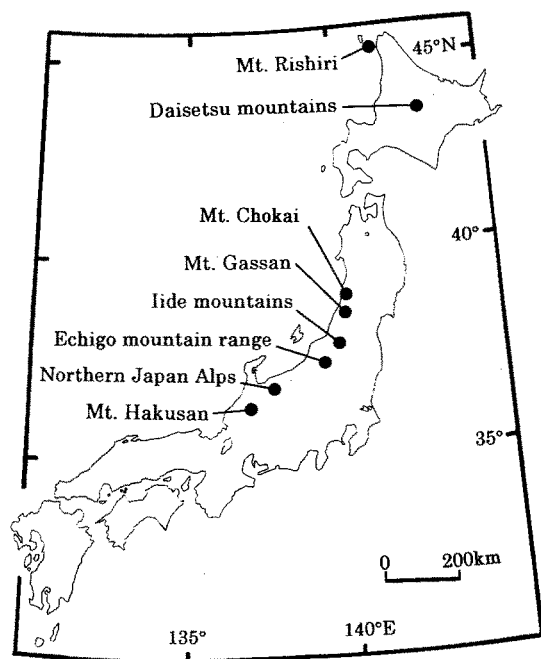 45°N
Mt. Rishiri
Daisetsu mountains
Mt. Chokai
40°
Mt. Gassan
Iide mountains
Echigo mountain range
Northern Japan Alps
Mt. Hakusan
35°
0 200km
135° 140°E